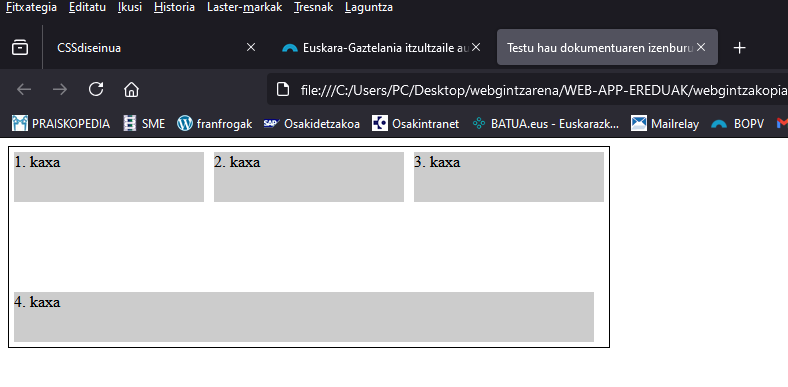 Fitxategia Editatu Ikusi Historia Laster-markak Tresnak Laguntza
CSSdiseinua Euskara-Gaztelania itzultzaile au Testu hau dokumentuaren izenburu
file:///C:/Users/PC/Desktop/webgintzarena/WEB-APP-EREDUAK/webgintzakopia
PRAISKOPEDIA SME franfrogak Osakidetzakoa Osakintranet BATUA.eus - Euskarazk... Mailrelay BOPV
1. kaxa 2. kaxa 3. kaxa
4. kaxa